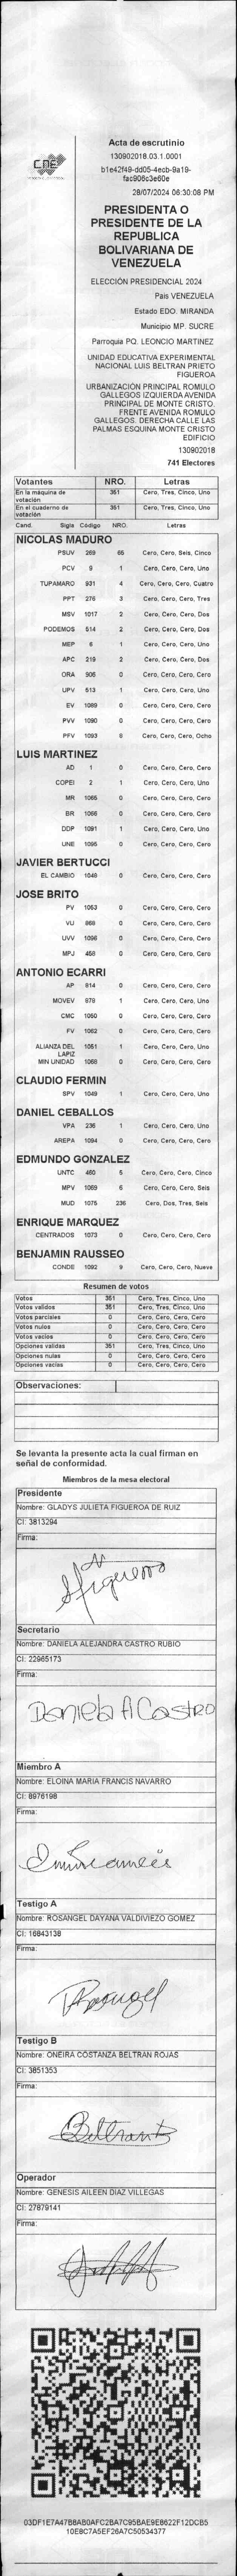 CNE
Acta de escrutinio
130902018.03.1.0001
b1e42f49-dd05-4ecb-9a19-
fac906c3e60e
28/07/2024 06:30:08 PM
PRESIDENTA O
PRESIDENTE DE LA
REPUBLICA
BOLIVARIANA DE
VENEZUELA
ELECCIÓN PRESIDENCIAL 2024
Pais VENEZUELA
Estado EDO. MIRANDA
Municipio MP. SUCRE
Parroquia PQ. LEONCIO MARTINEZ
UNIDAD EDUCATIVA EXPERIMENTAL
NACIONAL LUIS BELTRAN PRIETO
FIGUEROA
URBANIZACIÓN PRINCIPAL ROMULO
GALLEGOS IZQUIERDA AVENIDA
PRINCIPAL DE MONTE CRISTO.
FRENTE AVENIDA ROMULO
GALLEGOS. DERECHA CALLE LAS
PALMAS ESQUINA MONTE CRISTO
EDIFICIO
130902018
741 Electores
Votantes NRO. Letras
En la máquina de votación 351 Cero, Tres, Cinco, Uno
En el cuaderno de votación 351 Cero, Tres, Cinco, Uno
Cand. Sigla Código NRO. Letras
NICOLAS MADURO
PSUV 269 65 Cero, Cero, Seis, Cinco
PCV 9 1 Cero, Cero, Cero, Uno
TUPAMARO 931 4 Cero, Cero, Cero, Cuatro
PPT 276 3 Cero, Cero, Cero, Tres
MSV 1017 2 Cero, Cero, Cero, Dos
PODEMOS 514 2 Cero, Cero, Cero, Dos
MEP 6 1 Cero, Cero, Cero, Uno
APC 219 2 Cero, Cero, Cero, Dos
ORA 906 0 Cero, Cero, Cero, Cero
UPV 513 1 Cero, Cero, Cero, Uno
EV 1089 0 Cero, Cero, Cero, Cero
PVV 1090 0 Cero, Cero, Cero, Cero
PFV 1093 8 Cero, Cero, Cero, Ocho
LUIS MARTINEZ
AD 1 0 Cero, Cero, Cero, Cero
COPEI 2 1 Cero, Cero, Cero, Uno
MR 1065 0 Cero, Cero, Cero, Cero
BR 1066 0 Cero, Cero, Cero, Cero
DDP 1091 1 Cero, Cero, Cero, Uno
UNE 1095 0 Cero, Cero, Cero, Cero
JAVIER BERTUCCI
EL CAMBIO 1048 0 Cero, Cero, Cero, Cero
JOSE BRITO
PV 1053 0 Cero, Cero, Cero, Cero
VU 868 0 Cero, Cero, Cero, Cero
UVV 1096 0 Cero, Cero, Cero, Cero
MPJ 458 0 Cero, Cero, Cero, Cero
ANTONIO ECARRI
AP 814 0 Cero, Cero, Cero, Cero
MOVEV 978 1 Cero, Cero, Cero, Uno
CMC 1050 0 Cero, Cero, Cero, Cero
FV 1062 0 Cero, Cero, Cero, Cero
ALIANZA DEL LAPIZ 1051 1 Cero, Cero, Cero, Uno
MIN UNIDAD 1068 0 Cero, Cero, Cero, Cero
CLAUDIO FERMIN
SPV 1049 1 Cero, Cero, Cero, Uno
DANIEL CEBALLOS
VPA 236 1 Cero, Cero, Cero, Uno
AREPA 1094 0 Cero, Cero, Cero, Cero
EDMUNDO GONZALEZ
UNTC 460 5 Cero, Cero, Cero, Cinco
MPV 1069 6 Cero, Cero, Cero, Seis
MUD 1075 236 Cero, Dos, Tres, Seis
ENRIQUE MARQUEZ
CENTRADOS 1073 0 Cero, Cero, Cero, Cero
BENJAMIN RAUSSEO
CONDE 1092 9 Cero, Cero, Cero, Nueve
Resumen de votos
Votos 351 Cero, Tres, Cinco, Uno
Votos validos 351 Cero, Tres, Cinco, Uno
Votos parciales 0 Cero, Cero, Cero, Cero
Votos nulos 0 Cero, Cero, Cero, Cero
Votos vacios 0 Cero, Cero, Cero, Cero
Opciones validas 351 Cero, Tres, Cinco, Uno
Opciones nulas 0 Cero, Cero, Cero, Cero
Opciones vacias 0 Cero, Cero, Cero, Cero
Observaciones:
Se levanta la presente acta la cual firman en
señal de conformidad.
Miembros de la mesa electoral
Presidente
Nombre: GLADYS JULIETA FIGUEROA DE RUIZ
CI: 3813294
Firma:
Secretario
Nombre: DANIELA ALEJANDRA CASTRO RUBIO
CI: 22965173
Firma:
Daniela A Castro
Miembro A
Nombre: ELOINA MARIA FRANCIS NAVARRO
CI: 8976198
Firma:
Testigo A
Nombre: ROSANGEL DAYANA VALDIVIEZO GOMEZ
CI: 16843138
Firma:
Testigo B
Nombre: ONEIRA COSTANZA BELTRAN ROJAS
CI: 3851353
Firma:
Operador
Nombre: GENESIS AILEEN DIAZ VILLEGAS
CI: 27879141
Firma:
03DF1E7A47B8AB0AFC2BA7C95BAE9E8622F12DCB5
10E8C7A5EF26A7C50534377